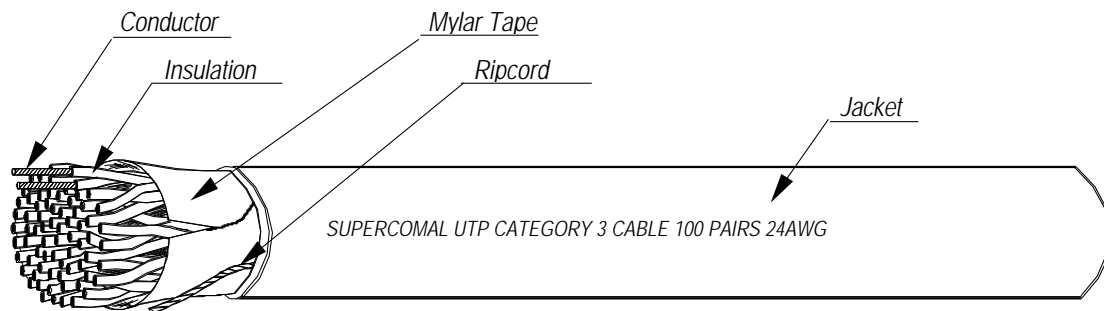 Conductor
Mylar Tape
Insulation
Ripcord
Jacket
SUPERCOMAL UTP CATEGORY 3 CABLE 100 PAIRS 24AWG